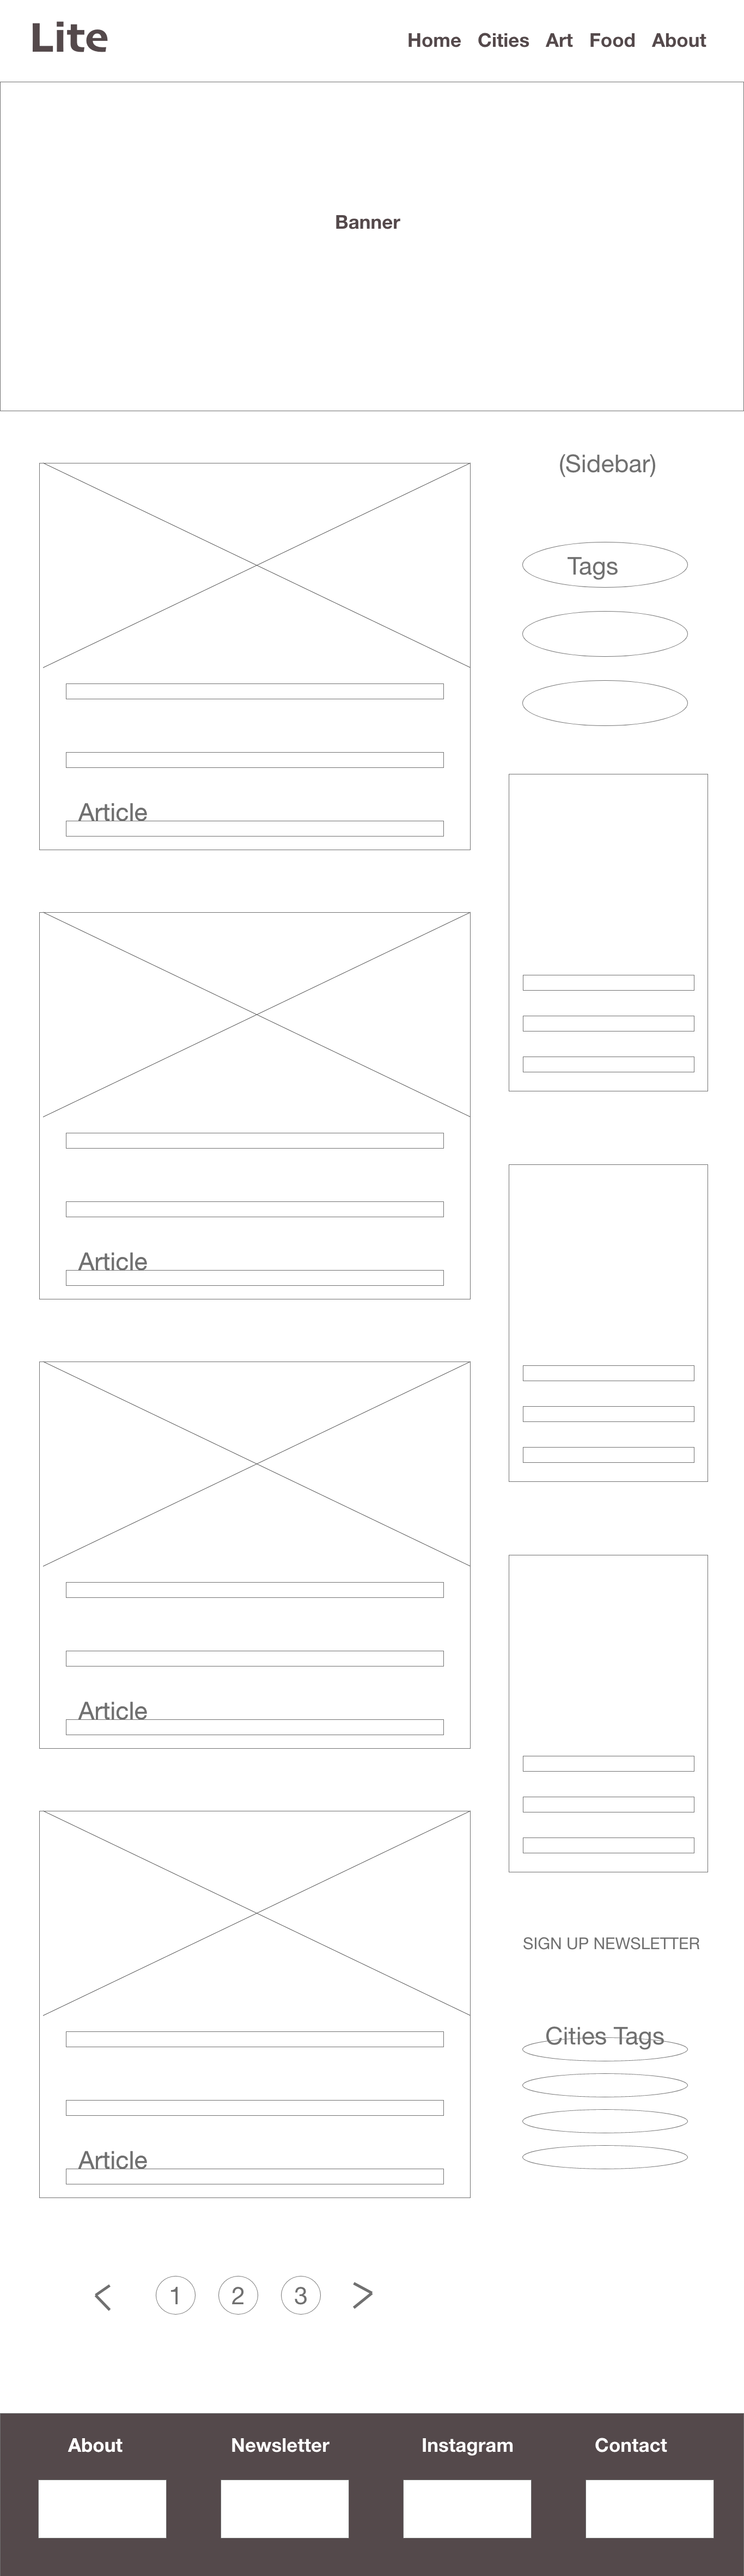 Lite
Home Cities Art Food About
Banner
(Sidebar)
Tags
Article
Article
Article
SIGN UP NEWSLETTER
Cities Tags
Article
< 1 2 3 >
About Newsletter Instagram Contact